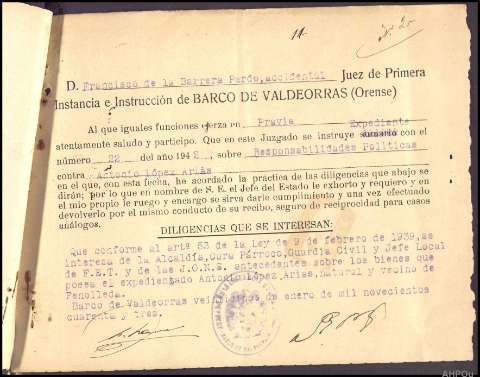 14.
D. Francisco de la Barrera Pardo, accidental Juez de Primera
Instancia e Instrucción de BARCO DE VALDEORRAS (Orense)
Al que iguales funciones ejerza en Pravia
atentamente saludo y participo. Que en este Juzgado se instruye Expediente sumario con el
número 22 del año 1942, sobre Responsabilidades Políticas
contra Antonio López Arias
en el que, con esta fecha, he acordado la práctica de las diligencias que abajo se
dirán; por lo que en nombre de S. E. el Jefe del Estado le exhorto y requiero y en
el mio propio le ruego y encargo se sirva darle cumplimiento y una vez efectuando
devolverlo por el mismo conducto de su recibo, seguro de reciprocidad para casos
análogos.
DILIGENCIAS QUE SE INTERESAN:
Que conforme al artº 53 de la Ley de 9 de febrero de 1939, se
interesa de la Alcaldía, Cura Párroco, Guardia Civil y Jefe Local
de F.E.T. y de las J.O.N.S. antecedentes sobre los bienes que
posea el expedienzado Antonio López Arias, natural y vecino de
Fenolleda.
Barco de Valdeorras de enero de mil novecientos
cuarenta y tres.
AHPOu